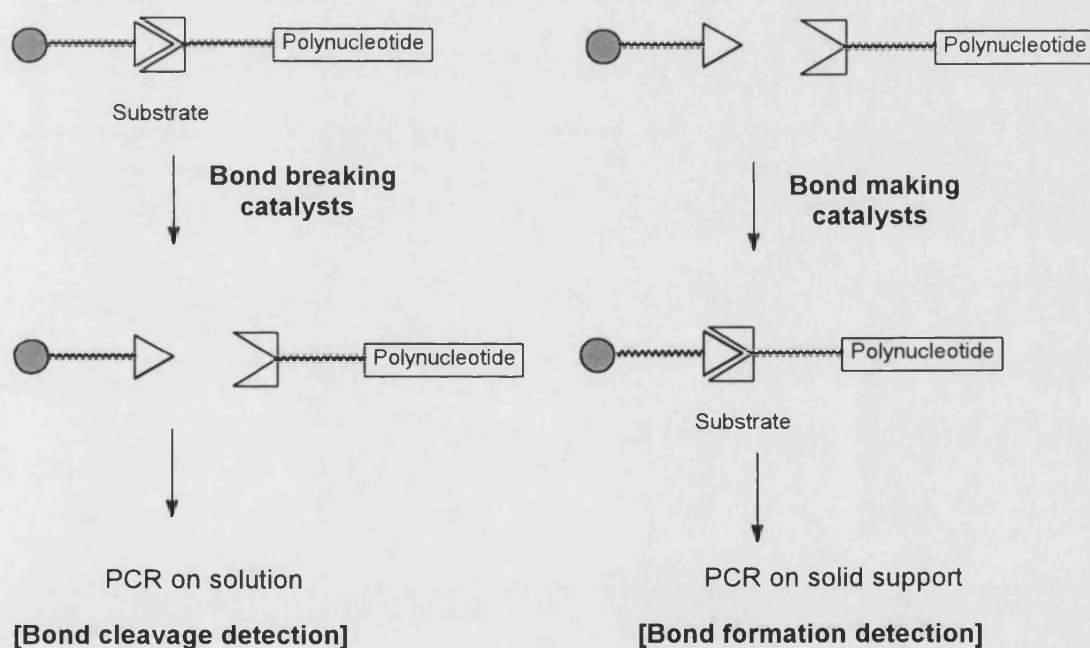 Polynucleotide
Substrate
Bond breaking
catalysts
Polynucleotide
PCR on solution
[Bond cleavage detection]
Polynucleotide
Bond making
catalysts
Polynucleotide
Substrate
PCR on solid support
[Bond formation detection]